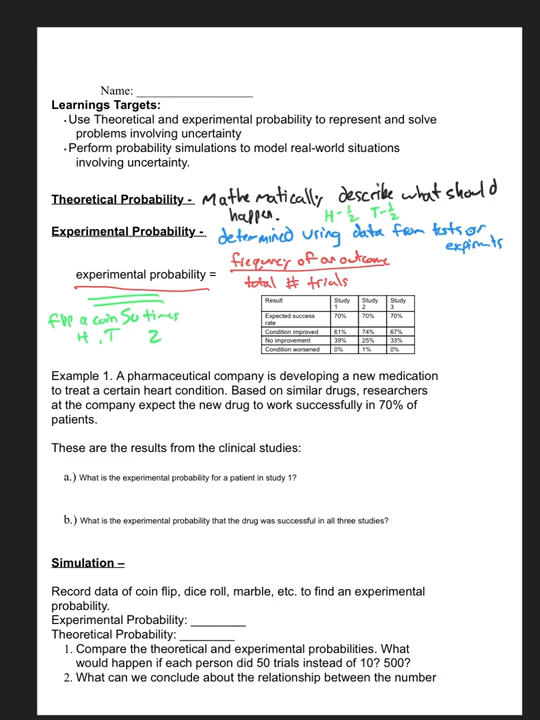 Name: ___________________
Learnings Targets:
· Use Theoretical and experimental probability to represent and solve
problems involving uncertainty
· Perform probability simulations to model real-world situations
involving uncertainty.
Theoretical Probability - Mathematically describe what should
happen. H-1/2 T-1/2
Experimental Probability - determined using data from tests or
frequency of an outcome
experimental probability =
total # trials
flip a coin 50 times
H, T 2
Result Study 1 Study 2 Study 3
Expected success rate 70% 70% 70%
Condition improved 61% 74% 67%
No improvement 39% 25% 33%
Condition worsened 0% 1% 0%
Example 1. A pharmaceutical company is developing a new medication
to treat a certain heart condition. Based on similar drugs, researchers
at the company expect the new drug to work successfully in 70% of
patients.
These are the results from the clinical studies:
a.) What is the experimental probability for a patient in study 1?
b.) What is the experimental probability that the drug was successful in all three studies?
Simulation –
Record data of coin flip, dice roll, marble, etc. to find an experimental
probability.
Experimental Probability: ________
Theoretical Probability: ________
1. Compare the theoretical and experimental probabilities. What
would happen if each person did 50 trials instead of 10? 500?
2. What can we conclude about the relationship between the number